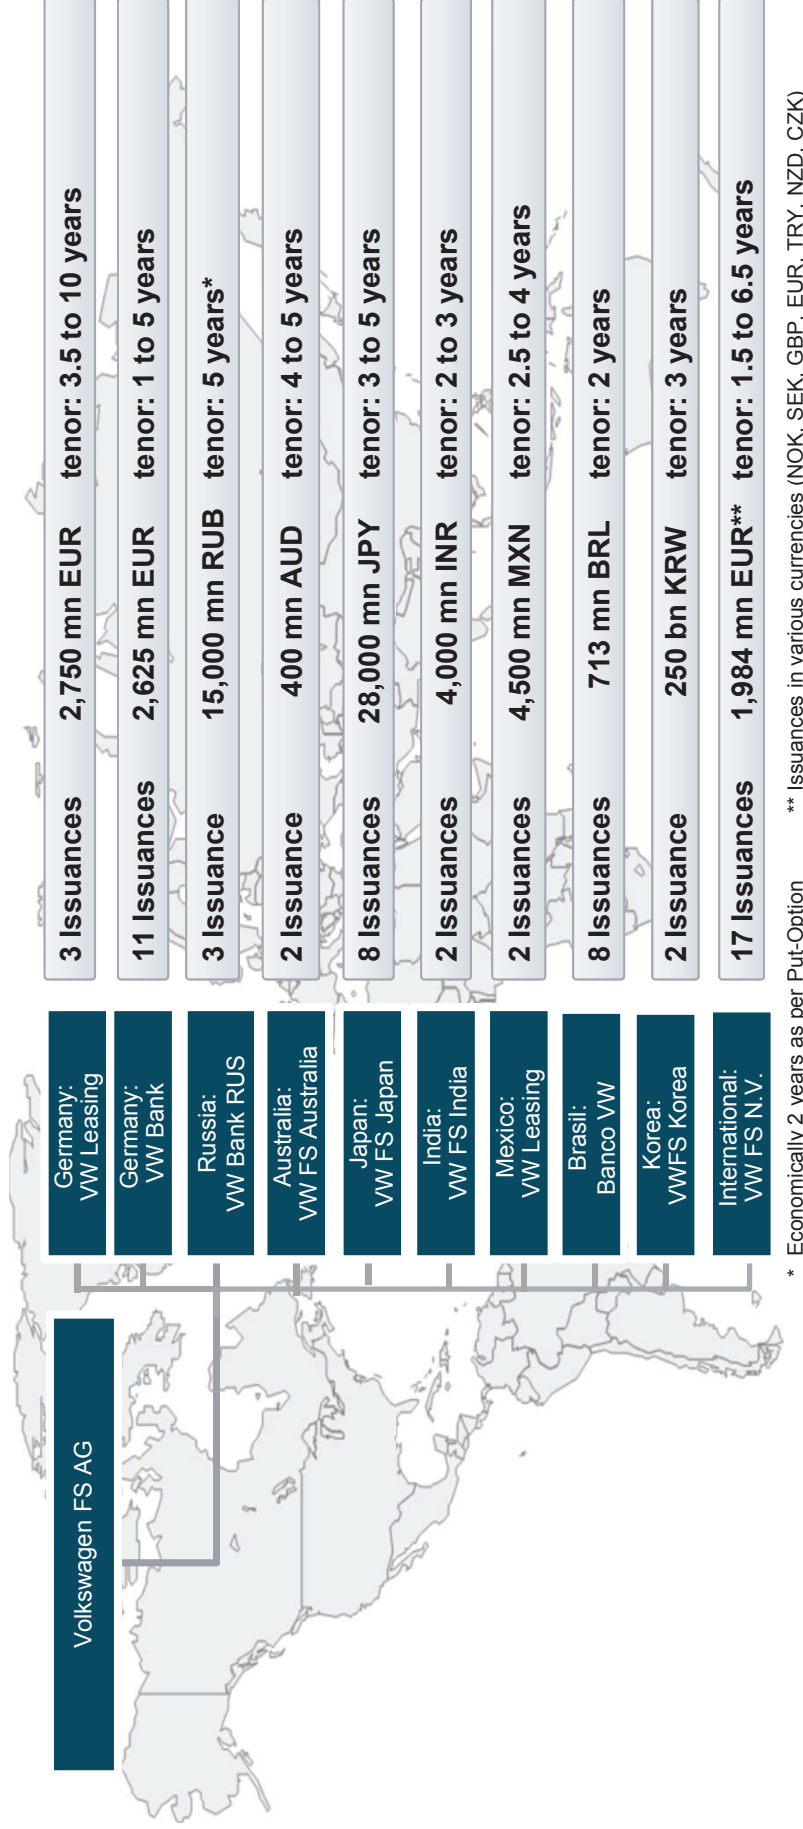 Volkswagen FS AG
Germany:
VW Leasing
3 Issuances 2,750 mn EUR tenor: 3.5 to 10 years
Germany:
VW Bank
11 Issuances 2,625 mn EUR tenor: 1 to 5 years
Russia:
VW Bank RUS
3 Issuance 15,000 mn RUB tenor: 5 years*
Australia:
VW FS Australia
2 Issuance 400 mn AUD tenor: 4 to 5 years
Japan:
VW FS Japan
8 Issuances 28,000 mn JPY tenor: 3 to 5 years
India:
VW FS India
2 Issuances 4,000 mn INR tenor: 2 to 3 years
Mexico:
VW Leasing
2 Issuances 4,500 mn MXN tenor: 2.5 to 4 years
Brasil:
Banco VW
8 Issuances 713 mn BRL tenor: 2 years
Korea:
VWFS Korea
2 Issuance 250 bn KRW tenor: 3 years
International:
VW FS N.V.
17 Issuances 1,984 mn EUR** tenor: 1.5 to 6.5 years
* Economically 2 years as per Put-Option ** Issuances in various currencies (NOK, SEK, GBP, EUR, TRY, NZD, CZK)